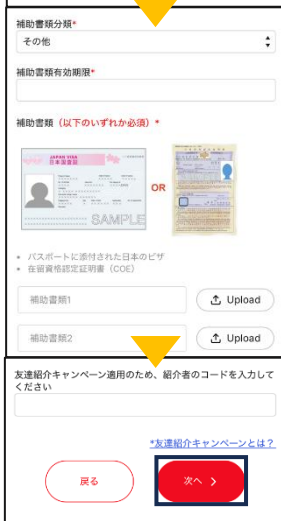 補助書類分類*
その他
補助書類有効期限*
補助書類（以下のいずれか必須）*
JAPAN VISA
日本国査証
OR
SAMPLE
パスポートに添付された日本のビザ
在留資格認定証明書（COE）
補助書類1
Upload
補助書類2
Upload
友達紹介キャンペーン適用のため、紹介者のコードを入力して
ください
*友達紹介キャンペーンとは？
戻る
次へ >